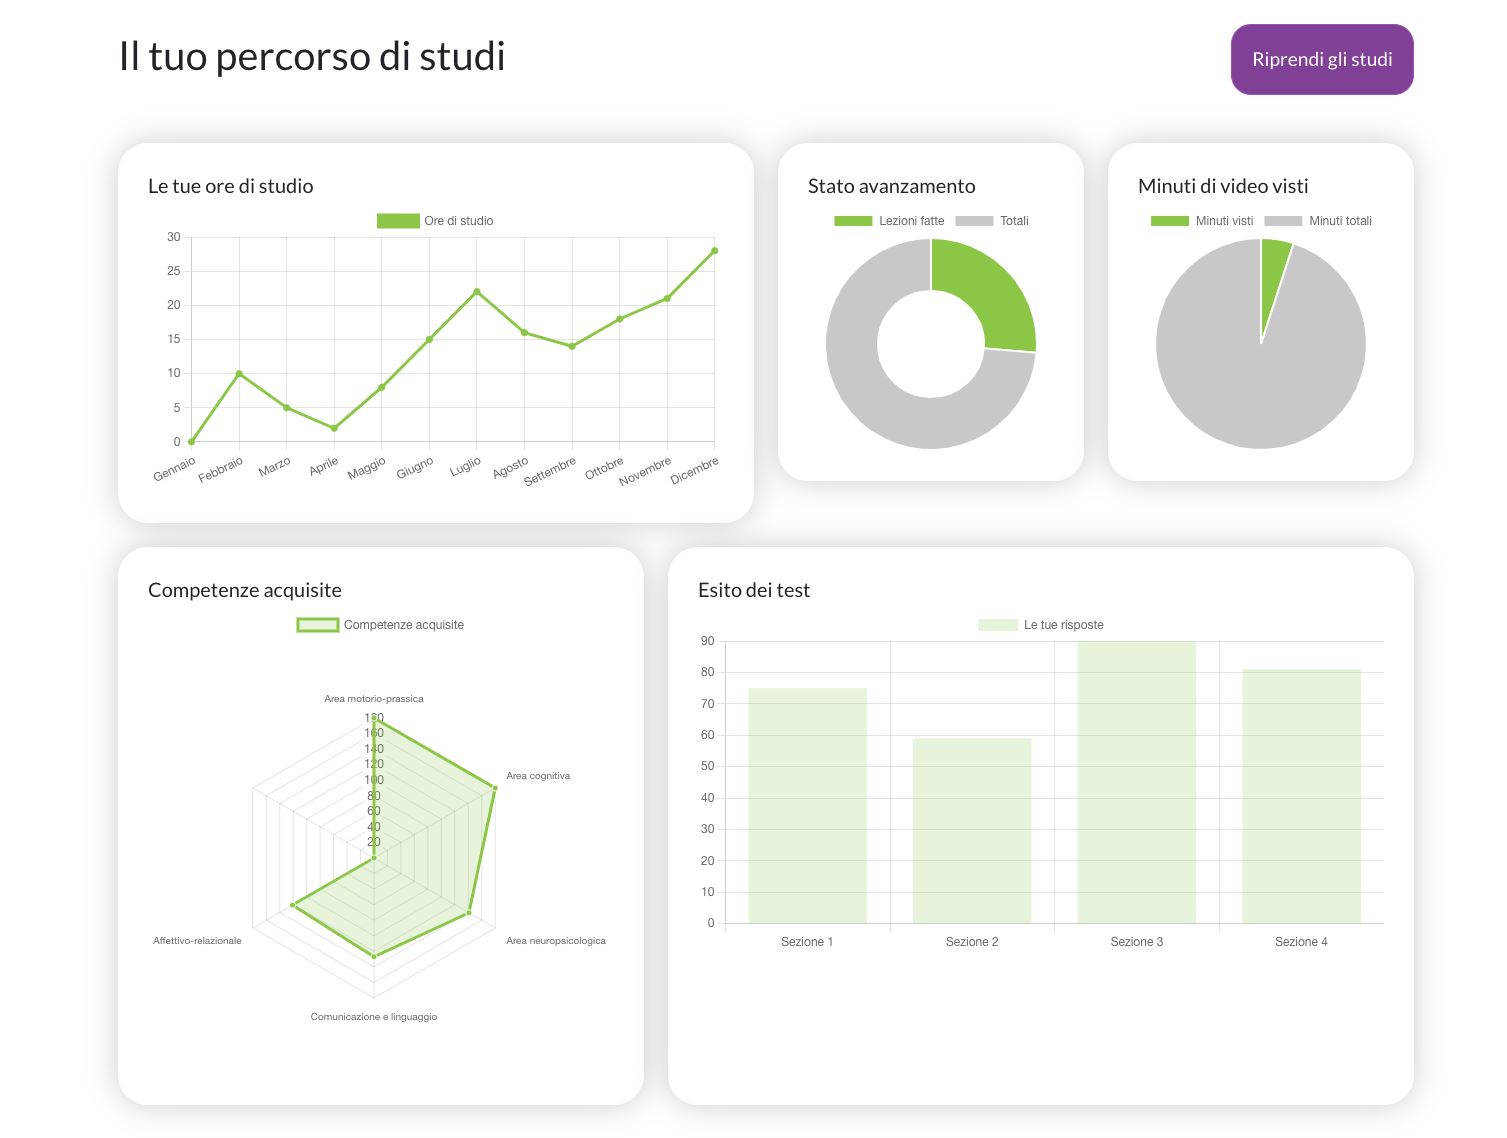 Il tuo percorso di studi
Riprendi gli studi
Le tue ore di studio
Ore di studio
30
25
20
15
10
5
0
Gennaio
Febbraio
Marzo
Aprile
Maggio
Giugno
Luglio
Agosto
Settembre
Ottobre
Novembre
Dicembre
Stato avanzamento
Lezioni fatte
Totali
Minuti di video visti
Minuti visti
Minuti totali
Competenze acquisite
Competenze acquisite
Area motorio-prassica
180
160
140
120
100
80
60
40
20
Area cognitiva
Area neuropsicologica
Comunicazione e linguaggio
Affettivo-relazionale
Esito dei test
Le tue risposte
90
80
70
60
50
40
30
20
10
0
Sezione 1
Sezione 2
Sezione 3
Sezione 4